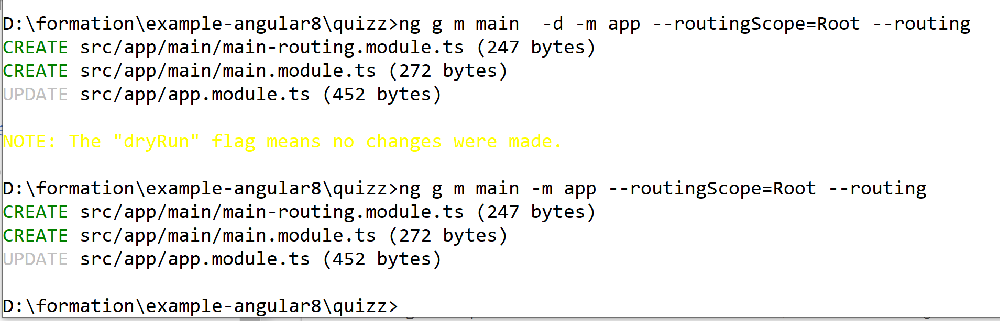 D:\formation\example-angular8\quizz>ng g m main  -d -m app --routingScope=Root --routing
CREATE src/app/main/main-routing.module.ts (247 bytes)
CREATE src/app/main/main.module.ts (272 bytes)
UPDATE src/app/app.module.ts (452 bytes)
NOTE: The "dryRun" flag means no changes were made.
D:\formation\example-angular8\quizz>ng g m main -m app --routingScope=Root --routing
CREATE src/app/main/main-routing.module.ts (247 bytes)
CREATE src/app/main/main.module.ts (272 bytes)
UPDATE src/app/app.module.ts (452 bytes)
D:\formation\example-angular8\quizz>